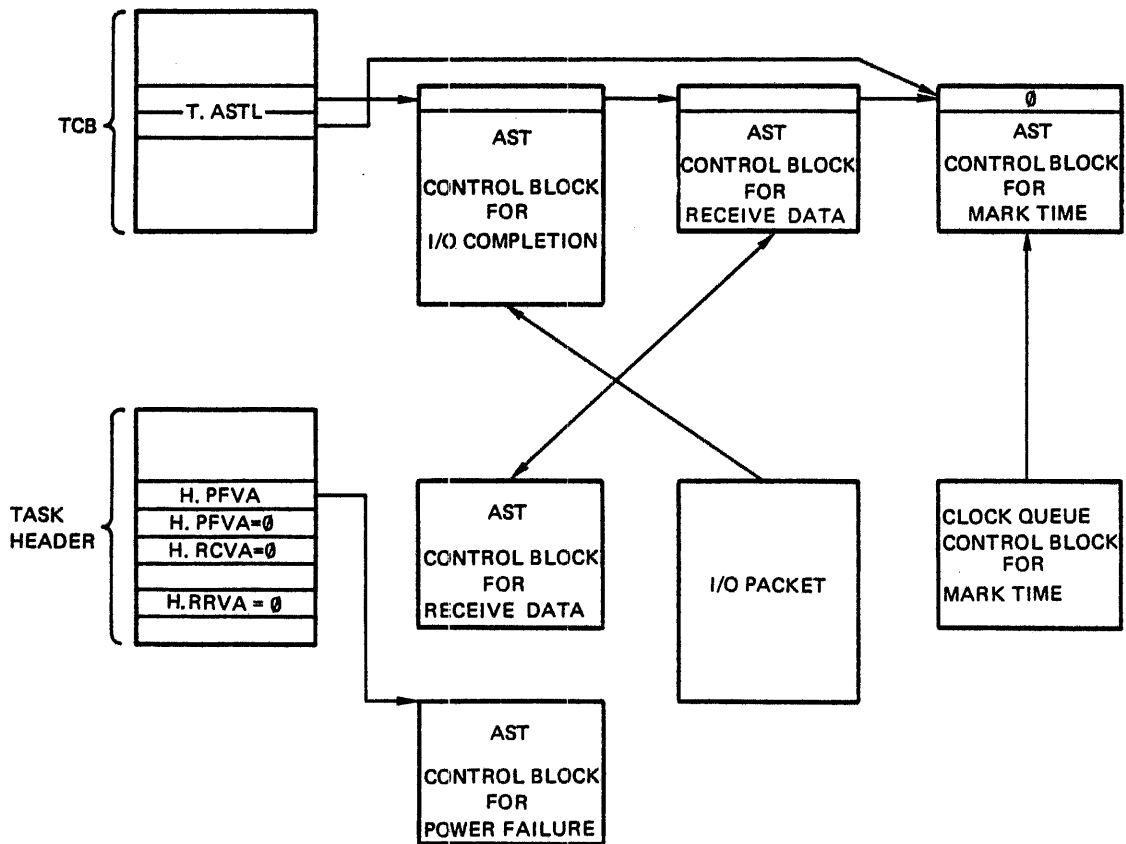 TCB
T. ASTL
AST
CONTROL BLOCK
FOR
I/O COMPLETION
AST
CONTROL BLOCK
FOR
RECEIVE DATA
Ø
AST
CONTROL BLOCK
FOR
MARK TIME
TASK
HEADER
H. PFVA
H. PFVA=Ø
H. RCVA=Ø
H. RRVA = Ø
AST
CONTROL BLOCK
FOR
RECEIVE DATA
I/O PACKET
CLOCK QUEUE
CONTROL BLOCK
FOR
MARK TIME
AST
CONTROL BLOCK
FOR
POWER FAILURE